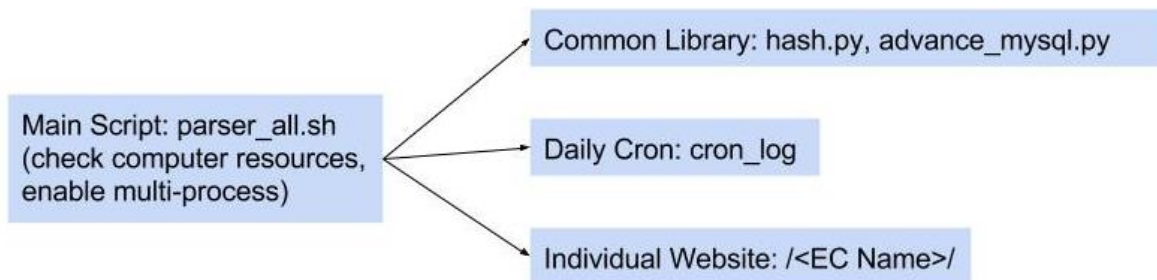 Common Library: hash.py, advance_mysql.py
Main Script: parser_all.sh
(check computer resources,
enable multi-process)
Daily Cron: cron_log
Individual Website: /<EC Name>/